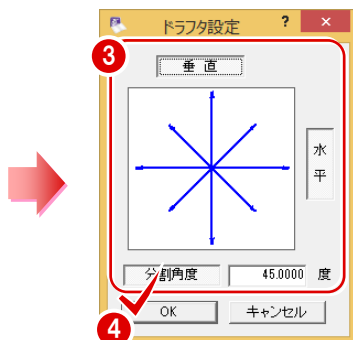 ドラフタ設定 ? ×
3
垂 直
水
平
分割角度 45.0000 度
4
OK キャンセル